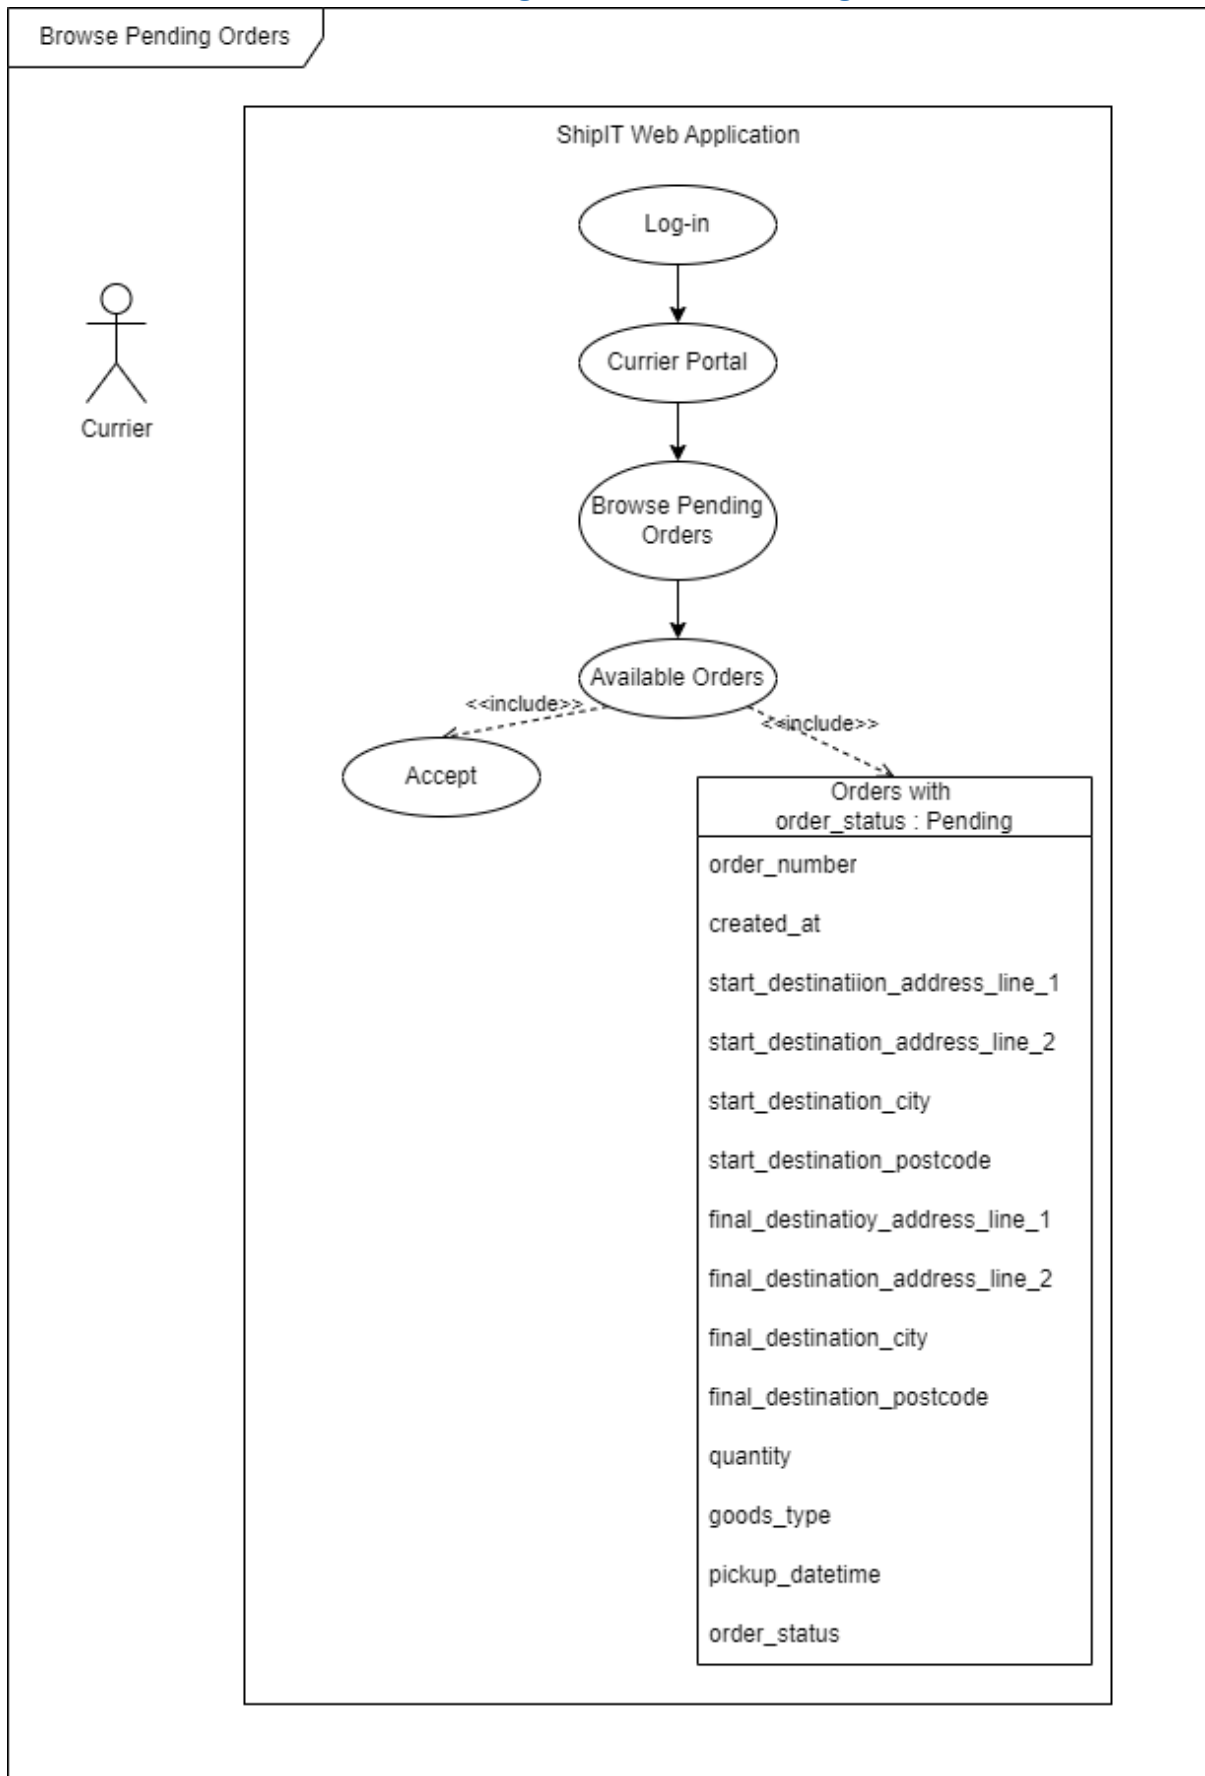 Browse Pending Orders
ShipIT Web Application
Log-in
Currier Portal
Currier
Browse Pending
Orders
Available Orders
<<include>>
<<include>>
Accept
Orders with
order_status : Pending
order_number
created_at
start_destinatiion_address_line_1
start_destination_address_line_2
start_destination_city
start_destination_postcode
final_destinatioy_address_line_1
final_destination_address_line_2
final_destination_city
final_destination_postcode
quantity
goods_type
pickup_datetime
order_status